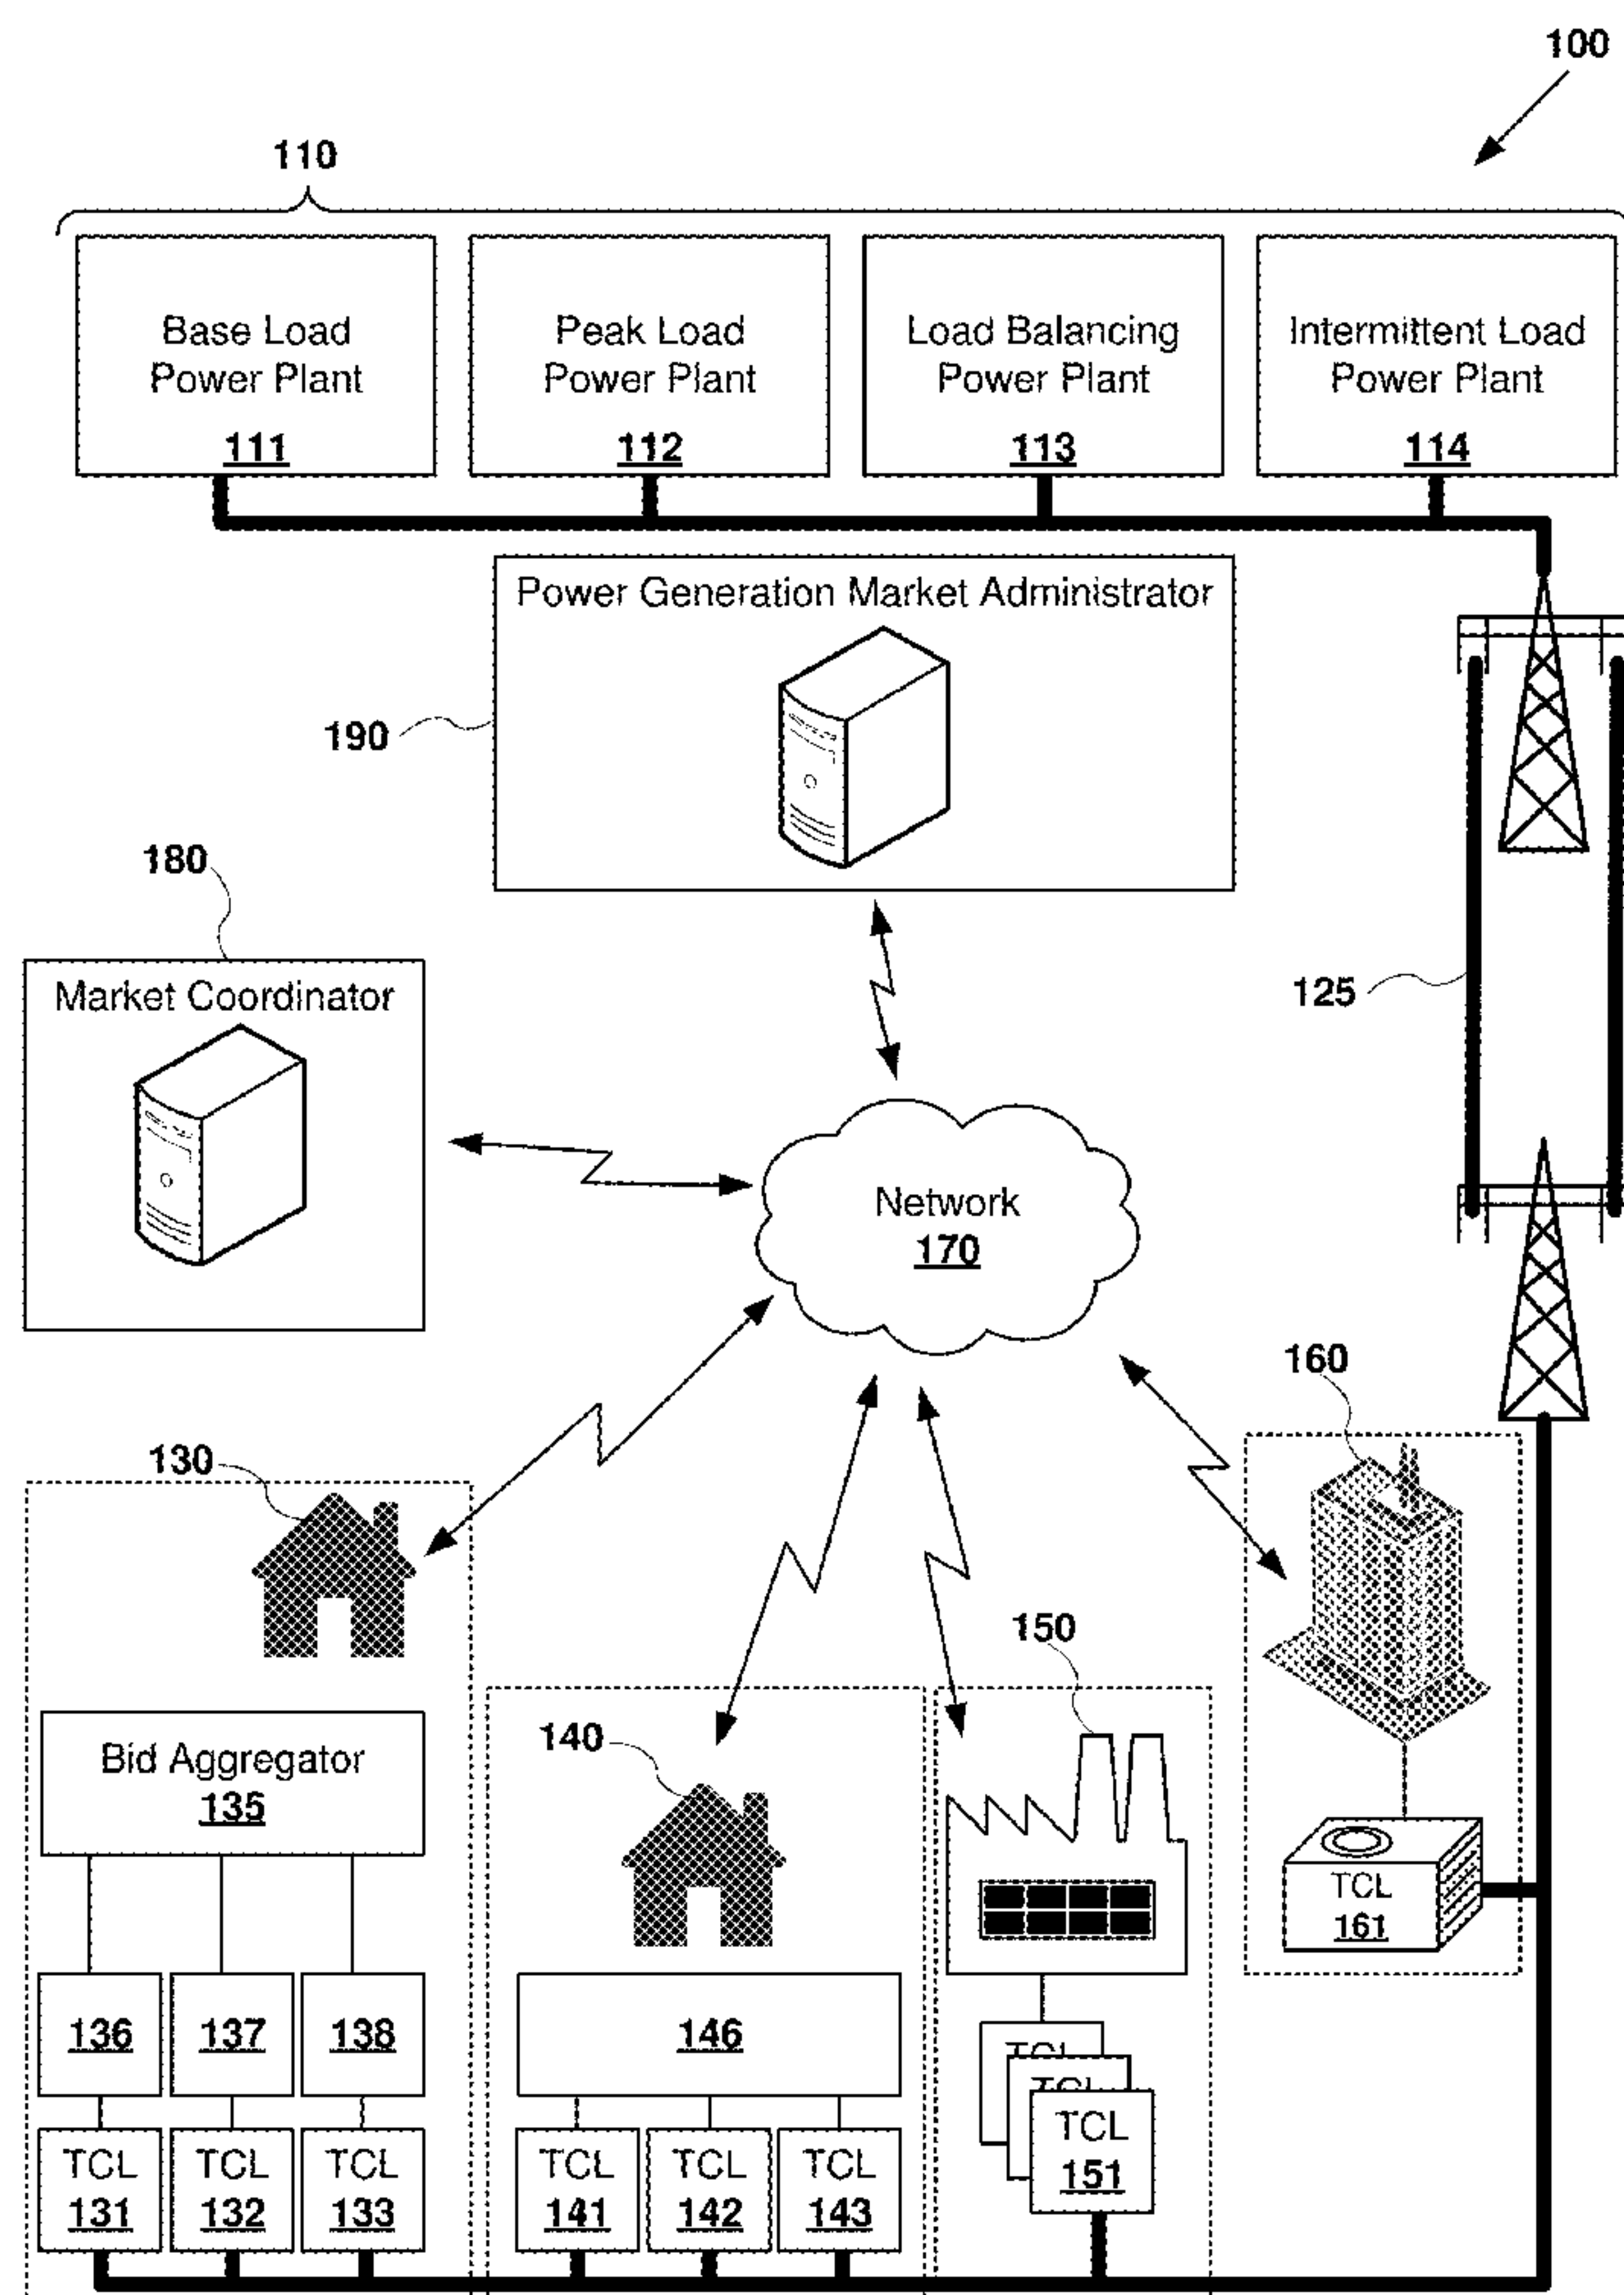 100
110
Base Load
Power Plant
111
Peak Load
Power Plant
112
Load Balancing
Power Plant
113
Intermittent Load
Power Plant
114
Power Generation Market Administrator
190
180
Market Coordinator
125
Network
170
160
130
150
140
Bid Aggregator
135
TCL
161
136
137
138
146
TCL
TCL
TCL
151
TCL
131
TCL
132
TCL
133
TCL
141
TCL
142
TCL
143